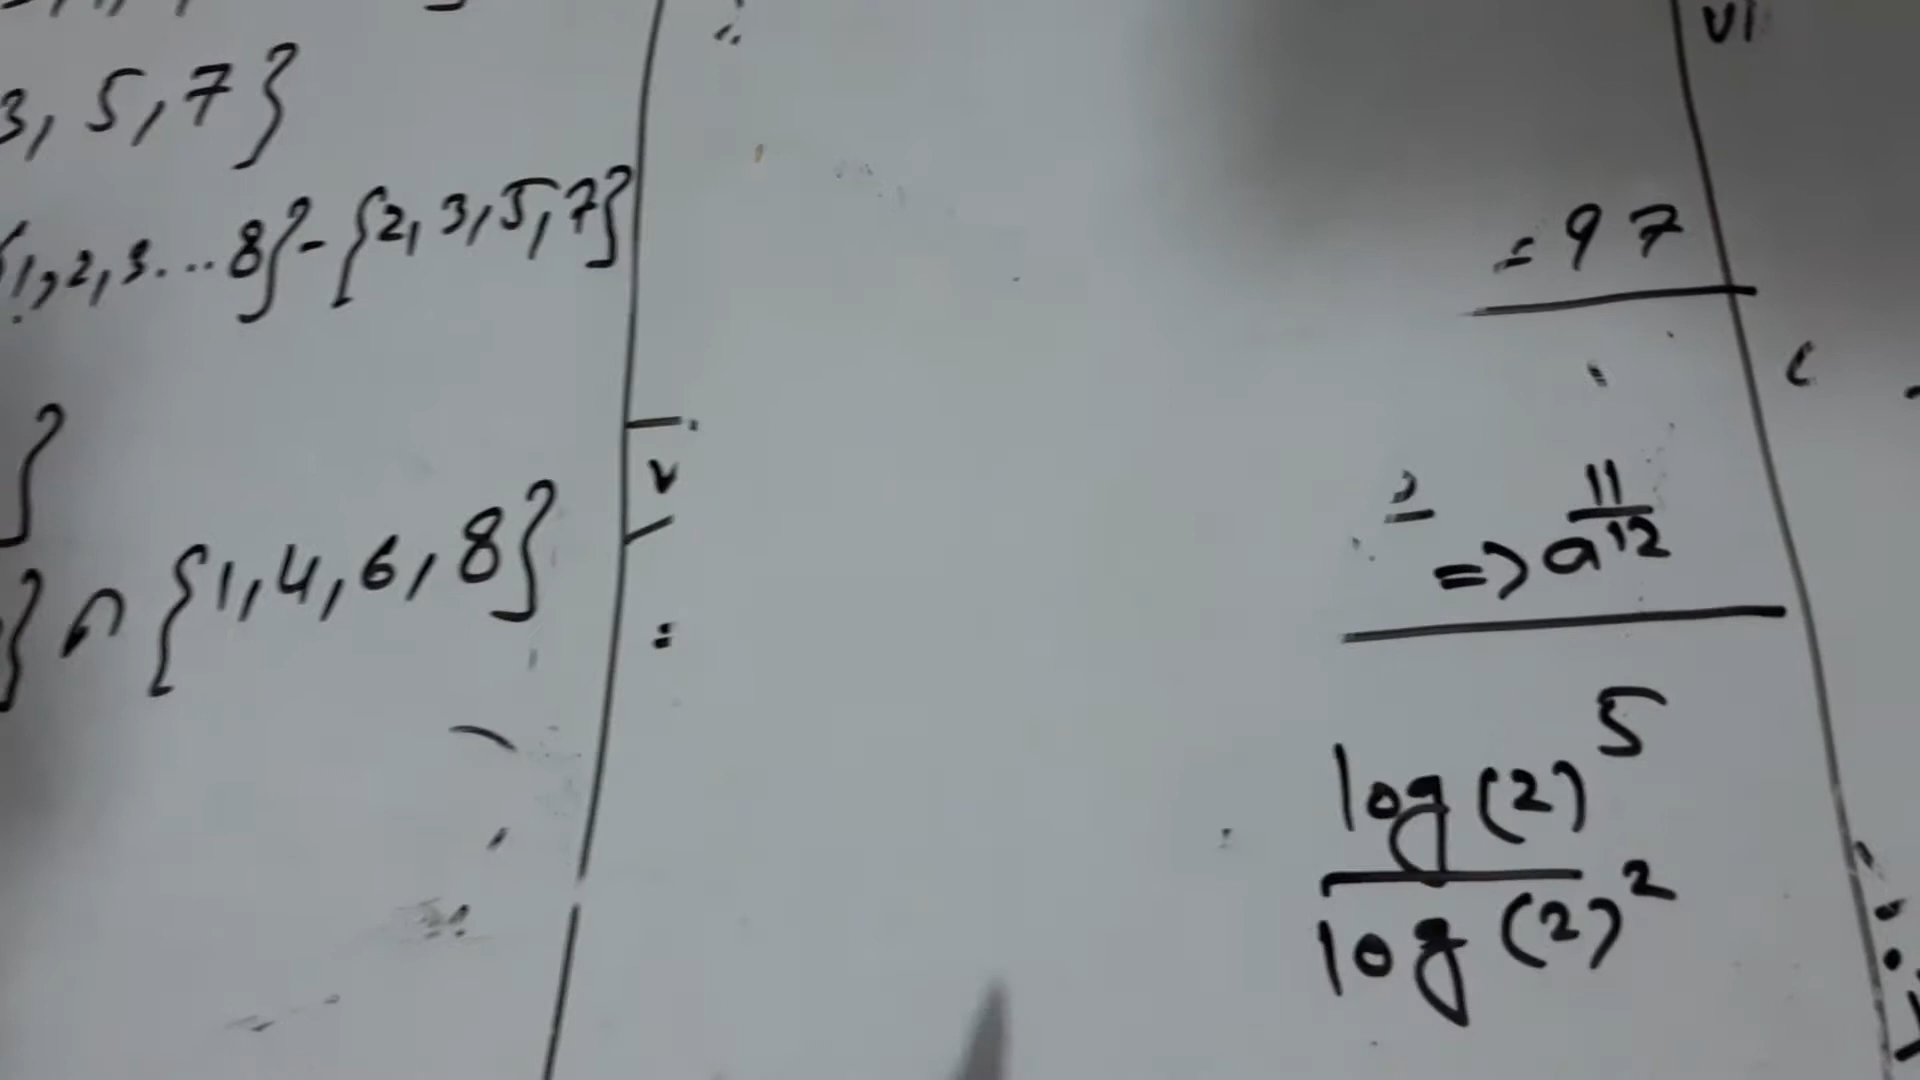 3, 5, 7}
{1, 2, 3...8} - {2, 3, 5, 7}
}
} ∩ {1, 4, 6, 8}
V
:
VI
= 97
=> a^11/12
log (2)^5
log (2)^2